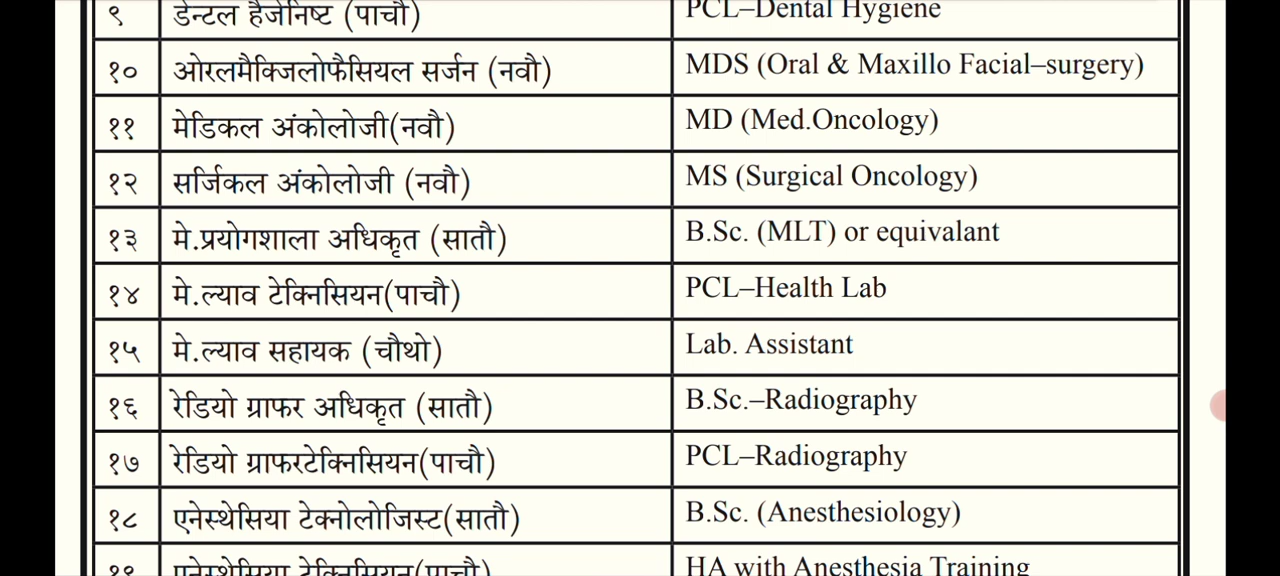 ९ डेन्टल हैजोनिष्ट (पाचौ) PCL–Dental Hygiene
१० ओरलमैक्जिलोफैसियल सर्जन (नवौ) MDS (Oral & Maxillo Facial–surgery)
११ मेडिकल अंकोलोजी(नवौ) MD (Med.Oncology)
१२ सर्जिकल अंकोलोजी (नवौ) MS (Surgical Oncology)
१३ मे.प्रयोगशाला अधिकृत (सातौ) B.Sc. (MLT) or equivalant
१४ मे.ल्याव टेक्निसियन(पाचौ) PCL–Health Lab
१५ मे.ल्याव सहायक (चौथो) Lab. Assistant
१६ रेडियो ग्राफर अधिकृत (सातौ) B.Sc.–Radiography
१७ रेडियो ग्राफरटेक्निसियन(पाचौ) PCL–Radiography
१८ एनेस्थेसिया टेक्नोलोजिस्ट(सातौ) B.Sc. (Anesthesiology)
१९ एनेस्थेसिया टेक्निसियन(पाचौ) HA with Anesthesia Training